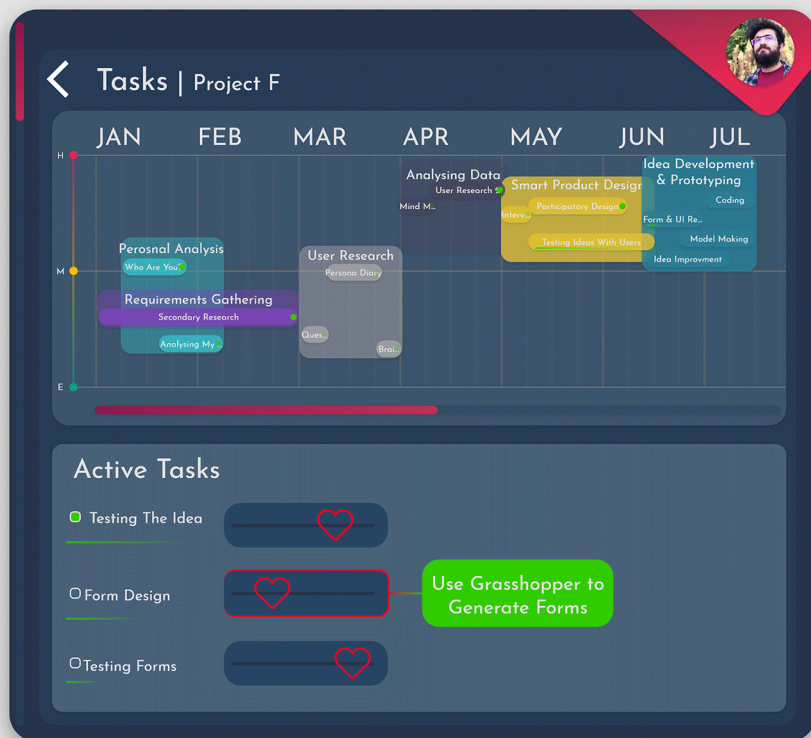 Tasks | Project F
JAN FEB MAR APR MAY JUN JUL
H
Idea Development
& Prototyping
Analysing Data
User Research
Smart Product Design
Coding
Mind M...
Participatory Design
Intervi...
Form & UI Re...
Model Making
Testing Ideas With Users
Perosnal Analysis
User Research
Idea Improvment
Who Are You?
M
Persona Diary
Requirements Gathering
Secondary Research
Ques...
Analysing My ...
Brai...
E
Active Tasks
Testing The Idea
Form Design
Use Grasshopper to
Generate Forms
Testing Forms